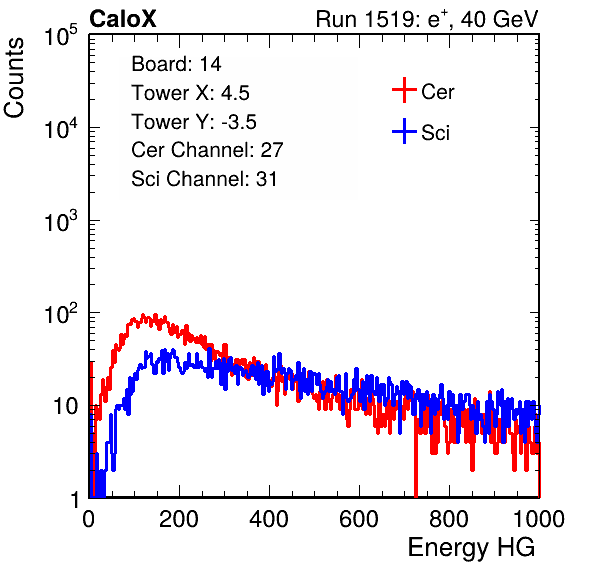 CaloX Run 1519: e⁺, 40 GeV
Counts
Board: 14
Tower X: 4.5
Tower Y: -3.5
Cer Channel: 27
Sci Channel: 31
Cer
Sci
10⁵
10⁴
10³
10²
10
1
0 200 400 600 800 1000
Energy HG